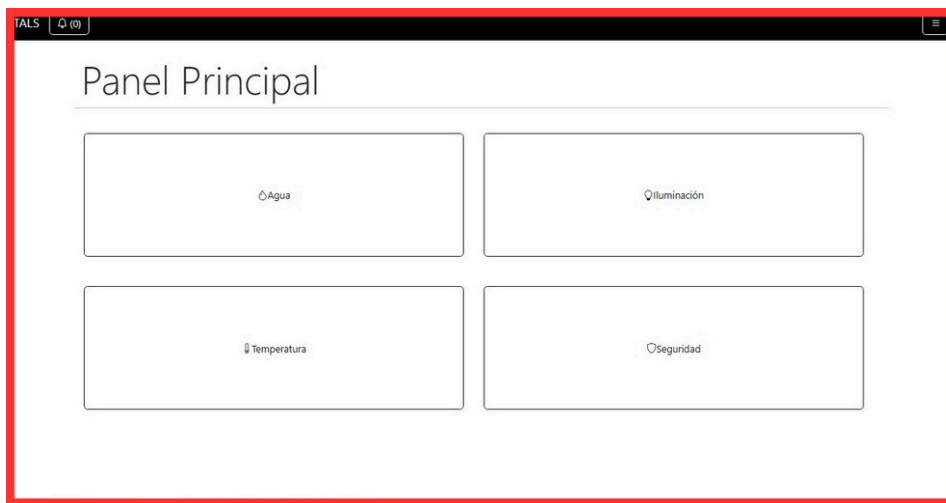 TALS (0)
Panel Principal
Agua
Iluminación
Temperatura
Seguridad